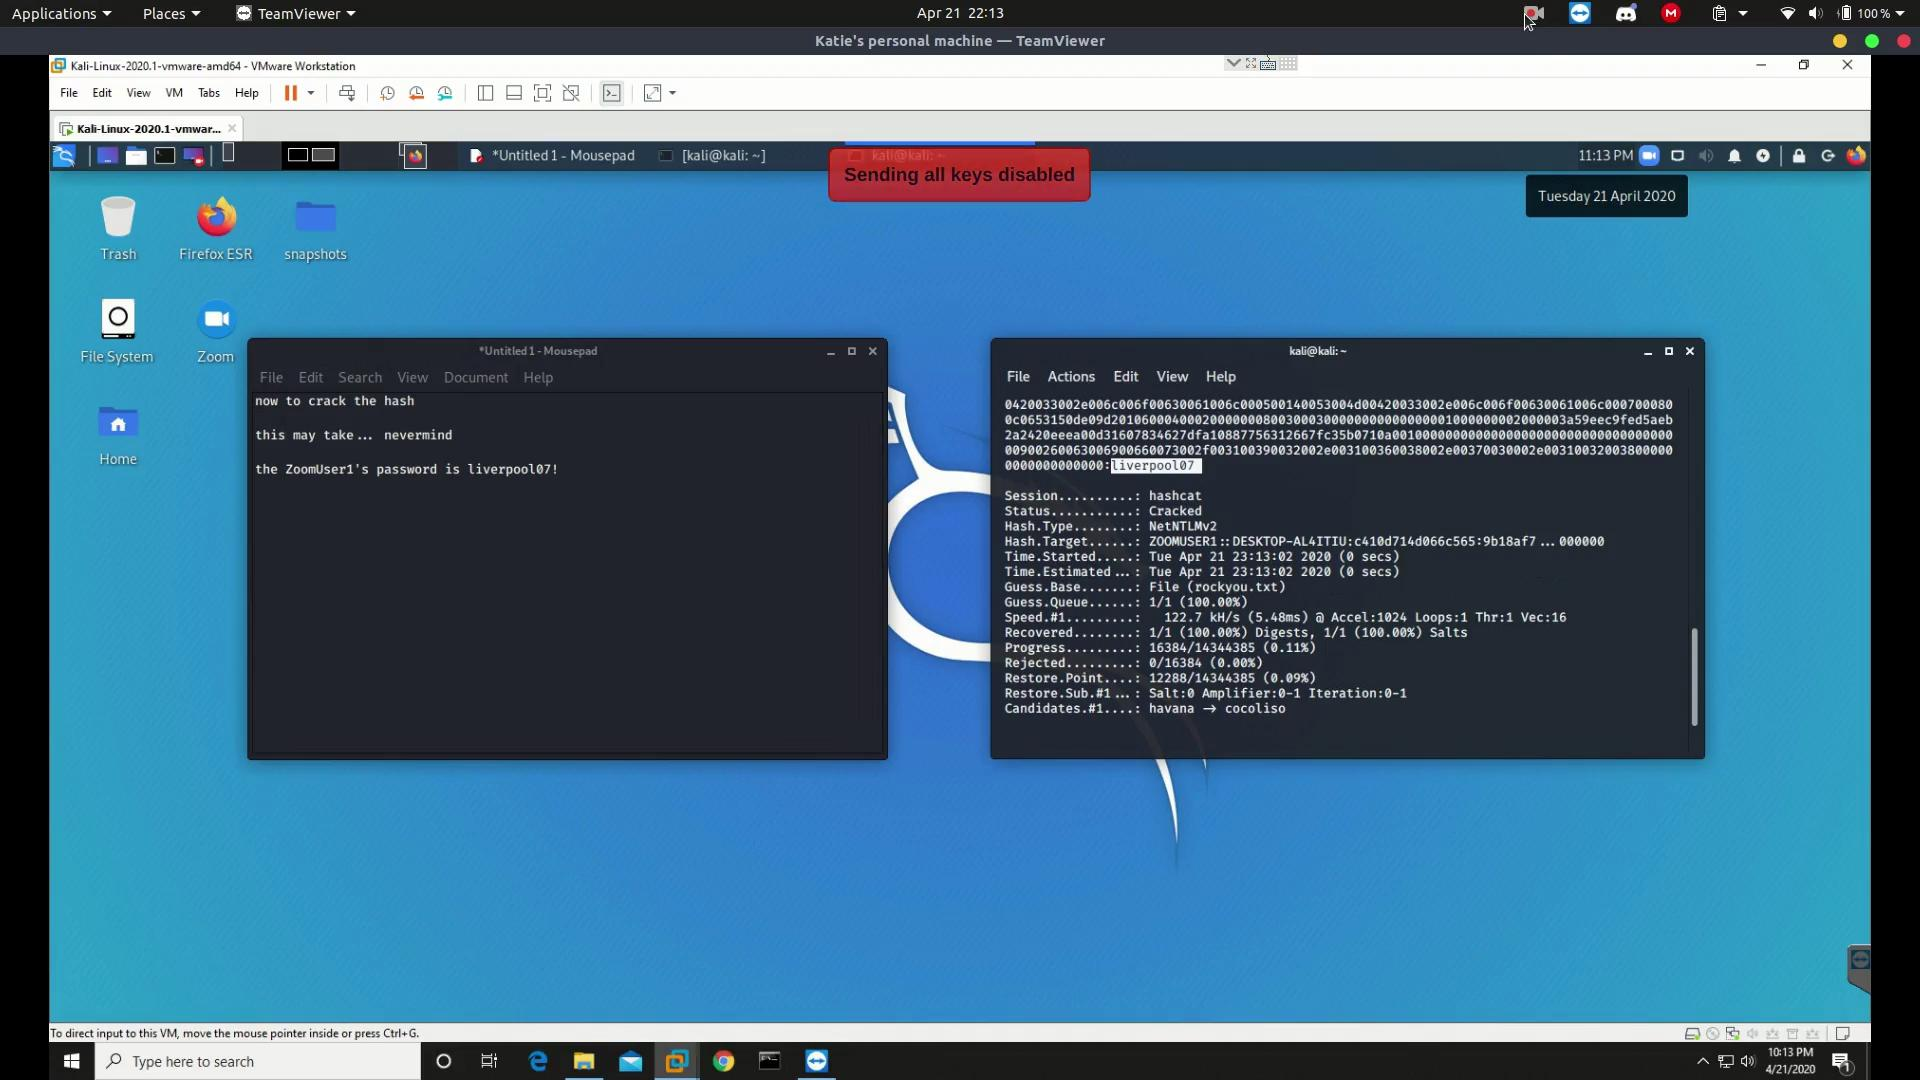 Applications
Places
TeamViewer
Apr 21 22:13
100 %
Katie's personal machine — TeamViewer
Kali-Linux-2020.1-vmware-amd64 - VMware Workstation
File Edit View VM Tabs Help
Kali-Linux-2020.1-vmwar...
*Untitled 1 - Mousepad
[kali@kali: ~]
kali@kali: ~
11:13 PM
Sending all keys disabled
Tuesday 21 April 2020
Trash
Firefox ESR
snapshots
File System
Zoom
Home
*Untitled 1 - Mousepad
File Edit Search View Document Help
now to crack the hash
this may take... nevermind
the ZoomUser1's password is liverpool07!
kali@kali: ~
File Actions Edit View Help
:liverpool07
Session..........: hashcat
Status...........: Cracked
Hash.Type........: NetNTLMv2
Hash.Target......: ZOOMUSER1::DESKTOP-AL4ITIU:c410d714d066c565:9b18af7...000000
Time.Started.....: Tue Apr 21 23:13:02 2020 (0 secs)
Time.Estimated...: Tue Apr 21 23:13:02 2020 (0 secs)
Guess.Base.......: File (rockyou.txt)
Guess.Queue......: 1/1 (100.00%)
Speed.#1.........:   122.7 kH/s (5.48ms) @ Accel:1024 Loops:1 Thr:1 Vec:16
Recovered........: 1/1 (100.00%) Digests, 1/1 (100.00%) Salts
Progress.........: 16384/14344385 (0.11%)
Rejected.........: 0/16384 (0.00%)
Restore.Point....: 12288/14344385 (0.09%)
Restore.Sub.#1...: Salt:0 Amplifier:0-1 Iteration:0-1
Candidates.#1....: havana → cocoliso
To direct input to this VM, move the mouse pointer inside or press Ctrl+G.
Type here to search
10:13 PM
4/21/2020
1